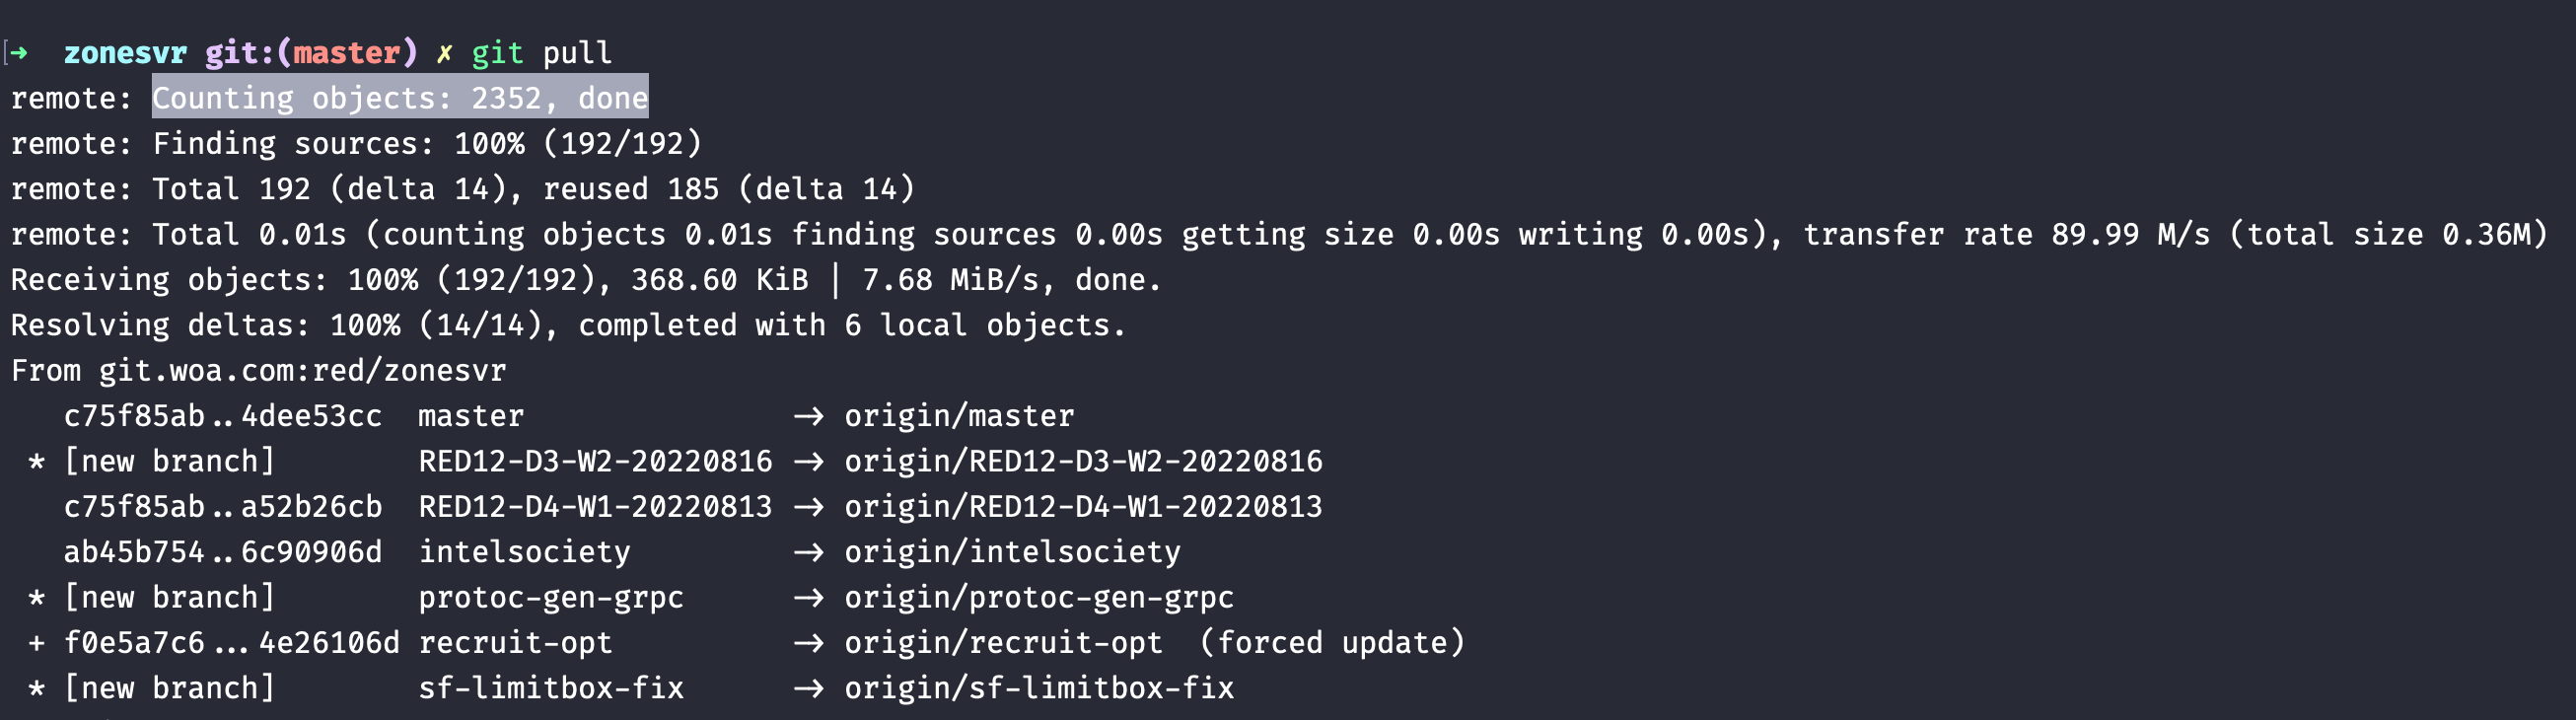 [→  zonesvr git:(master) ✗ git pull
remote: Counting objects: 2352, done
remote: Finding sources: 100% (192/192)
remote: Total 192 (delta 14), reused 185 (delta 14)
remote: Total 0.01s (counting objects 0.01s finding sources 0.00s getting size 0.00s writing 0.00s), transfer rate 89.99 M/s (total size 0.36M)
Receiving objects: 100% (192/192), 368.60 KiB | 7.68 MiB/s, done.
Resolving deltas: 100% (14/14), completed with 6 local objects.
From git.woa.com:red/zonesvr
   c75f85ab..4dee53cc  master               -> origin/master
 * [new branch]        RED12-D3-W2-20220816 -> origin/RED12-D3-W2-20220816
   c75f85ab..a52b26cb  RED12-D4-W1-20220813 -> origin/RED12-D4-W1-20220813
   ab45b754..6c90906d  intelsociety         -> origin/intelsociety
 * [new branch]        protoc-gen-grpc      -> origin/protoc-gen-grpc
 + f0e5a7c6...4e26106d recruit-opt          -> origin/recruit-opt  (forced update)
 * [new branch]        sf-limitbox-fix      -> origin/sf-limitbox-fix